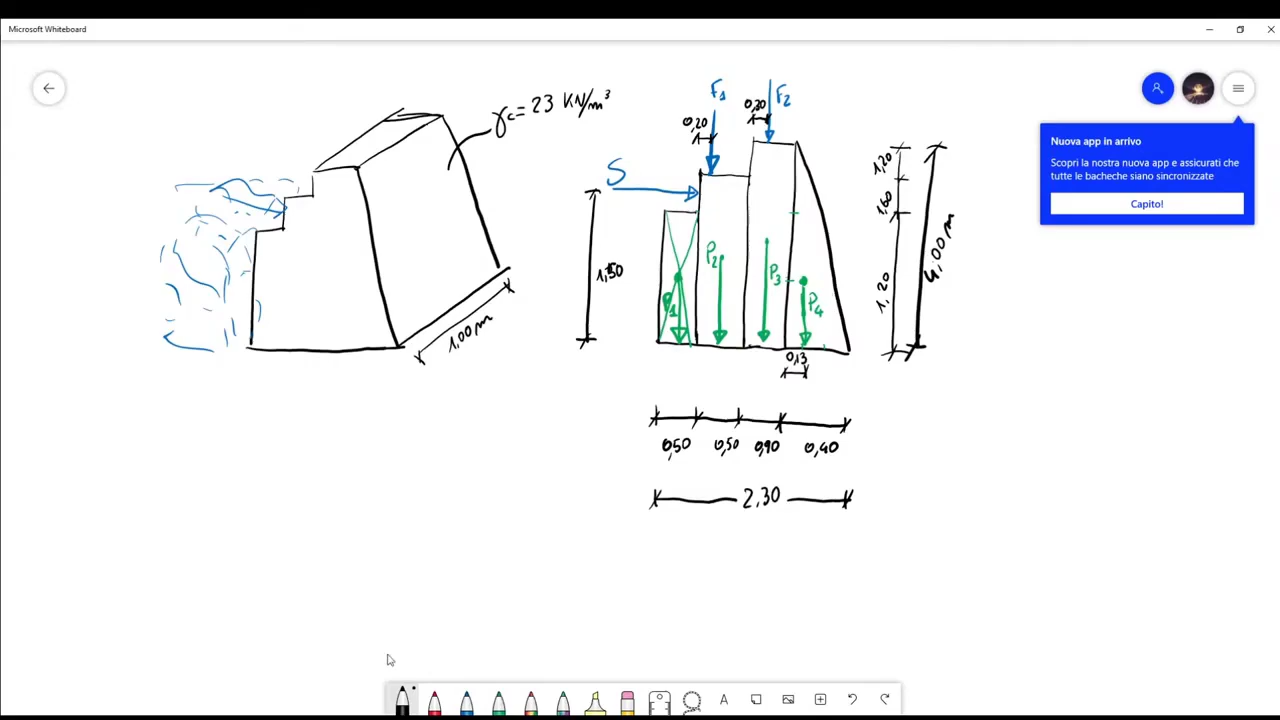 Microsoft Whiteboard
γc = 23 KN/m³
1,00 m
S
F1
F2
0,20
0,30
1,50
P1
P2
P3
P4
0,13
1,20
1,60
1,20
4,00 m
0,50 0,50 0,90 0,40
2,30
Nuova app in arrivo
Scopri la nostra nuova app e assicurati che
tutte le bacheche siano sincronizzate
Capito!
A